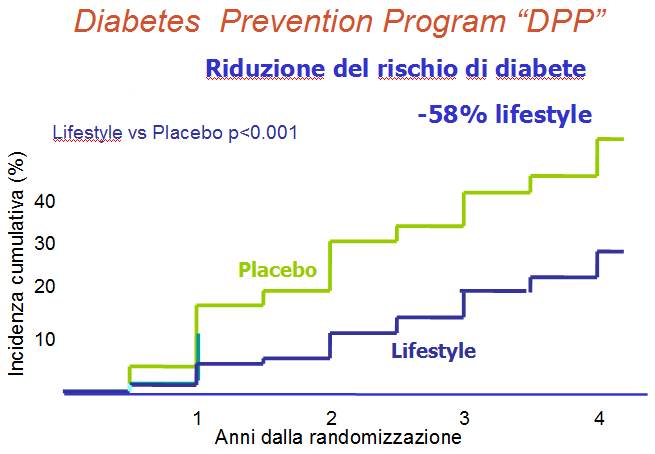 Diabetes Prevention Program “DPP”
Riduzione del rischio di diabete
-58% lifestyle
Lifestyle vs Placebo p<0.001
Incidenza cumulativa (%)
40
30
20
10
Placebo
Lifestyle
1 2 3 4
Anni dalla randomizzazione